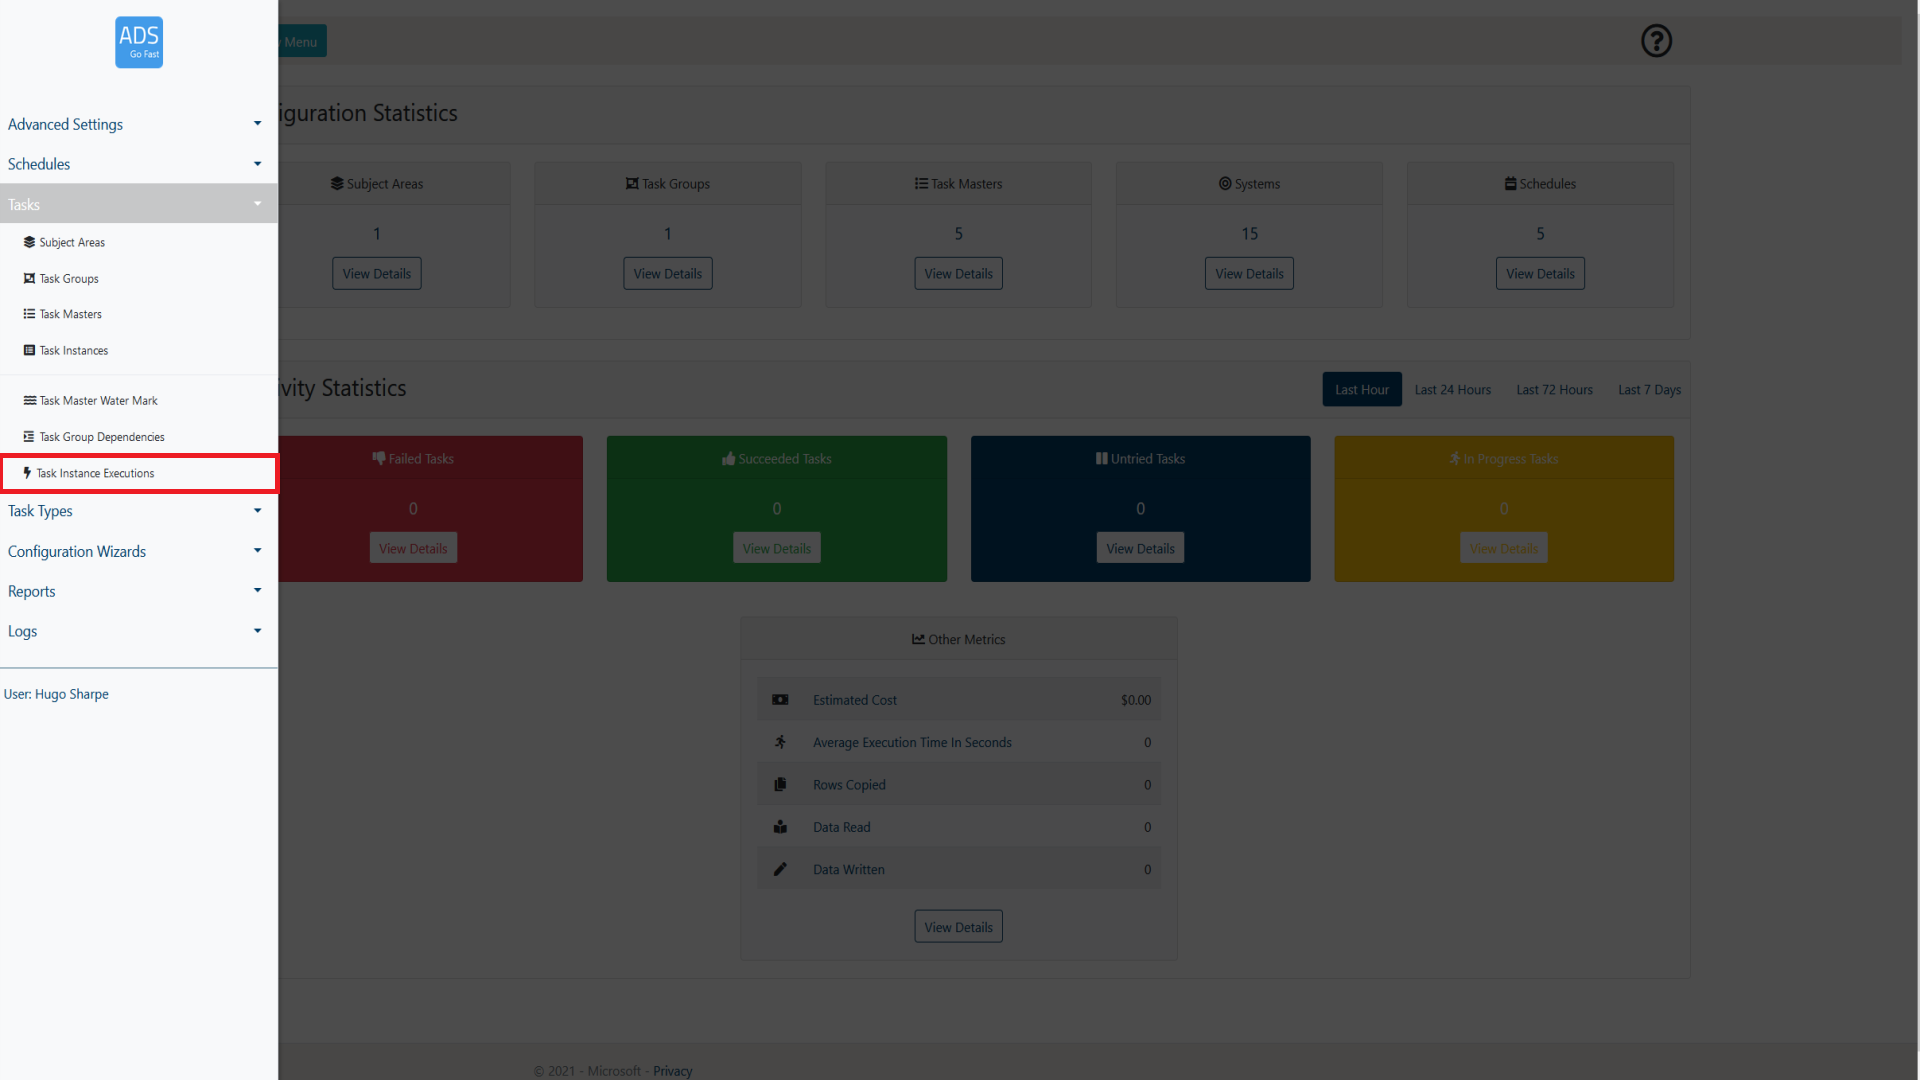 ADS
Go Fast
Menu
Advanced Settings
Schedules
Tasks
Subject Areas
Task Groups
Task Masters
Task Instances
Task Master Water Mark
Task Group Dependencies
Task Instance Executions
Task Types
Configuration Wizards
Reports
Logs
User: Hugo Sharpe
iguration Statistics
Subject Areas
1
View Details
Task Groups
1
View Details
Task Masters
5
View Details
Systems
15
View Details
Schedules
5
View Details
ivity Statistics
Last Hour
Last 24 Hours
Last 72 Hours
Last 7 Days
Failed Tasks
0
View Details
Succeeded Tasks
0
View Details
Untried Tasks
0
View Details
In Progress Tasks
0
View Details
Other Metrics
Estimated Cost $0.00
Average Execution Time In Seconds 0
Rows Copied 0
Data Read 0
Data Written 0
View Details
© 2021 - Microsoft - Privacy